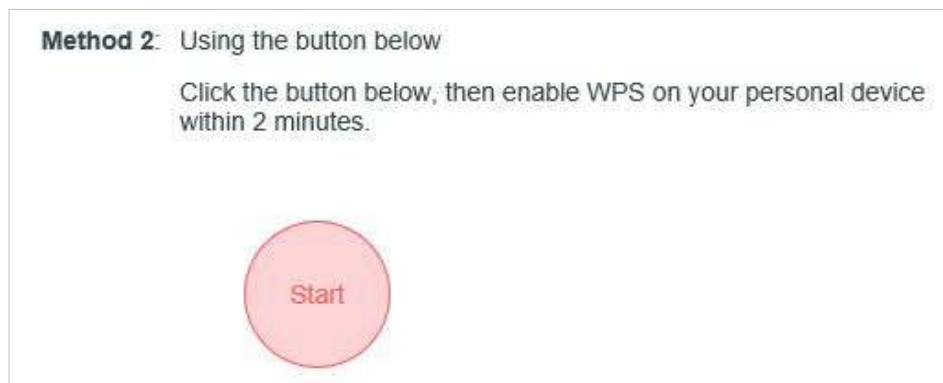 Method 2: Using the button below
Click the button below, then enable WPS on your personal device
within 2 minutes.
Start